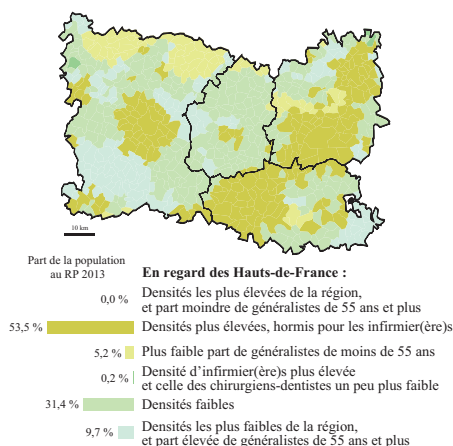 10 km
Part de la population
au RP 2013
En regard des Hauts-de-France :
0,0 %
Densités les plus élevées de la région,
et part moindre de généralistes de 55 ans et plus
53,5 %
Densités plus élevées, hormis pour les infirmier(ère)s
5,2 %
Plus faible part de généralistes de moins de 55 ans
0,2 %
Densité d'infirmier(ère)s plus élevée
et celle des chirurgiens-dentistes un peu plus faible
31,4 %
Densités faibles
9,7 %
Densités les plus faibles de la région,
et part élevée de généralistes de 55 ans et plus